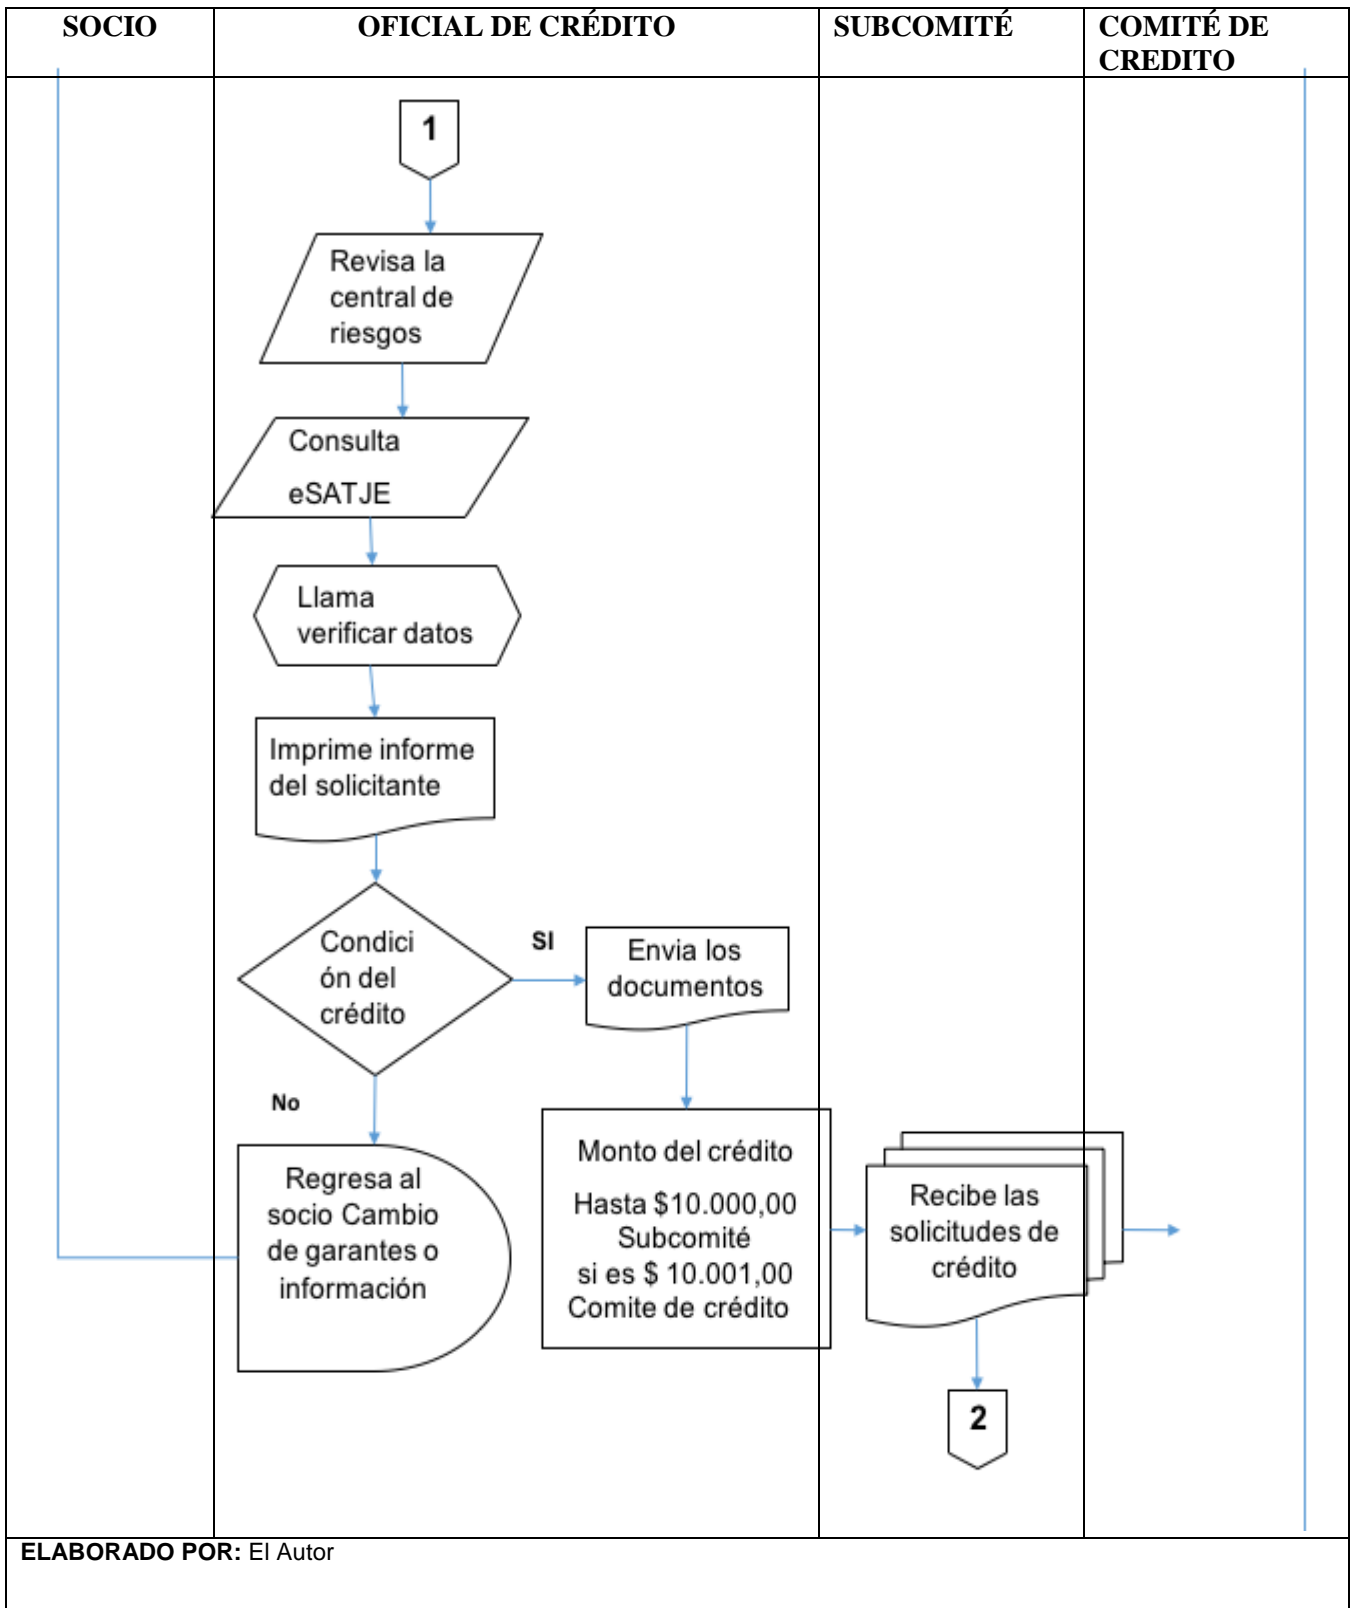 SOCIO
OFICIAL DE CRÉDITO
SUBCOMITÉ
COMITÉ DE
CREDITO
1
Revisa la
central de
riesgos
Consulta
eSATJE
Llama
verificar datos
Imprime informe
del solicitante
Condici
ón del
crédito
SI
Envia los
documentos
No
Regresa al
socio Cambio
de garantes o
información
Monto del crédito
Hasta $10.000,00
Subcomité
si es $ 10.001,00
Comite de crédito
Recibe las
solicitudes de
crédito
2
ELABORADO POR: El Autor